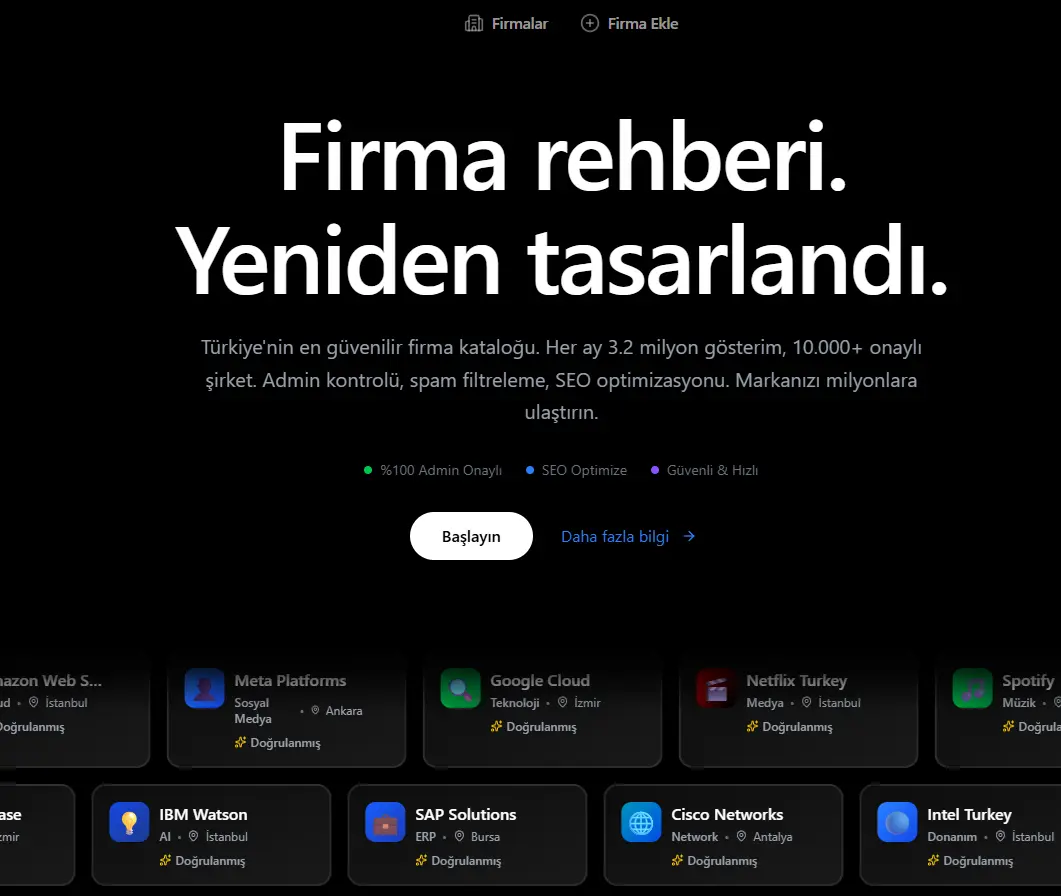 Firmalar
Firma Ekle
Firma rehberi.
Yeniden tasarlandı.
Türkiye'nin en güvenilir firma kataloğu. Her ay 3.2 milyon gösterim, 10.000+ onaylı
şirket. Admin kontrolü, spam filtreleme, SEO optimizasyonu. Markanızı milyonlara
ulaştırın.
%100 Admin Onaylı
SEO Optimize
Güvenli & Hızlı
Başlayın
Daha fazla bilgi →
azon Web S...
ud • İstanbul
Doğrulanmış
Meta Platforms
Sosyal
Medya • Ankara
Doğrulanmış
Google Cloud
Teknoloji • İzmir
Doğrulanmış
Netflix Turkey
Medya • İstanbul
Doğrulanmış
Spotify
Müzik •
Doğrula
ase
zmir
IBM Watson
AI • İstanbul
Doğrulanmış
SAP Solutions
ERP • Bursa
Doğrulanmış
Cisco Networks
Network • Antalya
Doğrulanmış
Intel Turkey
Donanım • İstanbul
Doğrulanmış